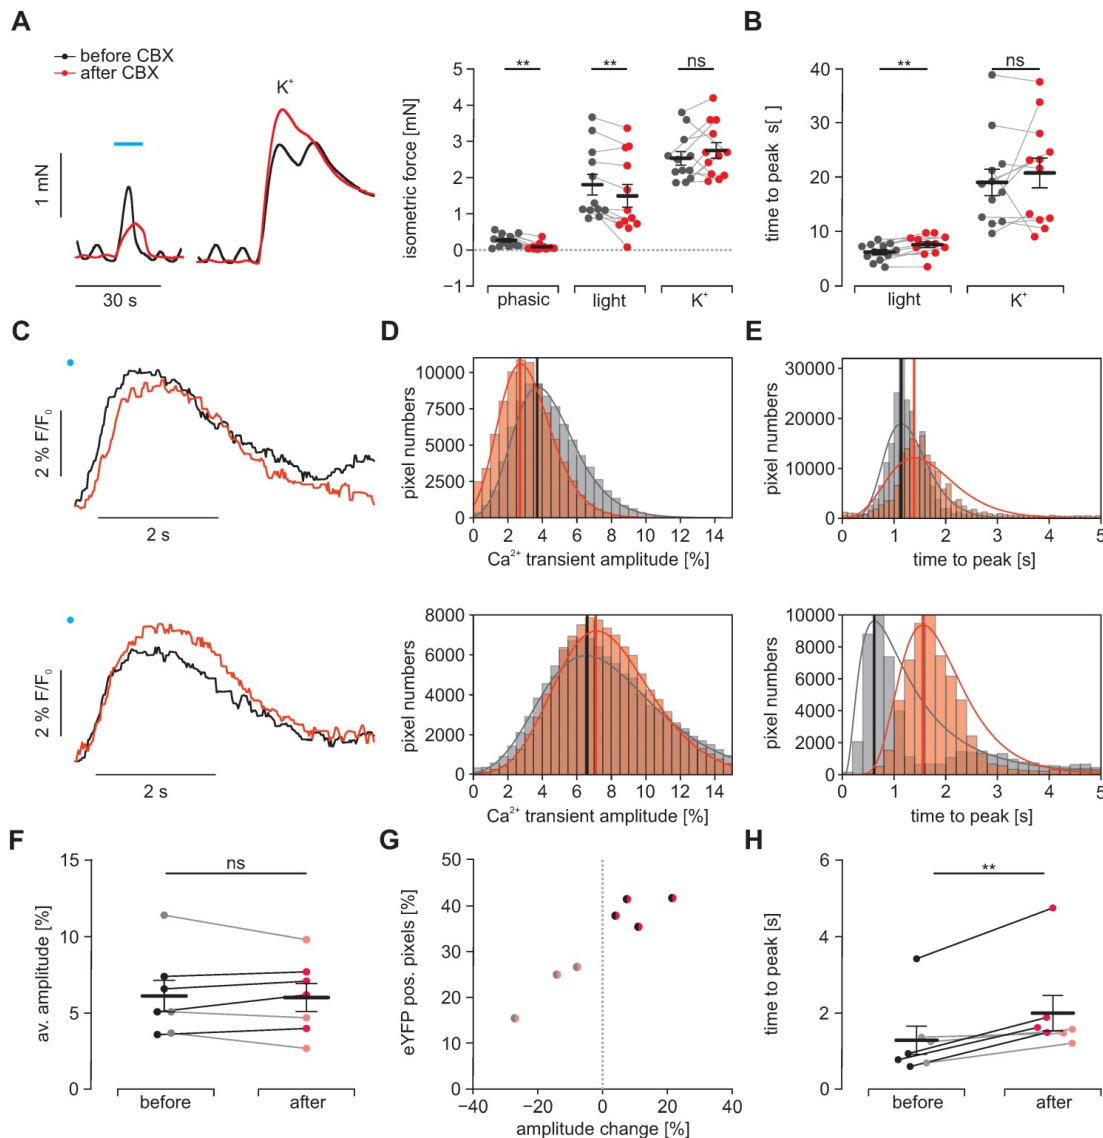 A
before CBX
after CBX
K+
1 mN
30 s
isometric force [mN]
5
4
3
2
1
0
−1
** ** ns
phasic light K+
B
time to peak s[ ]
40
30
20
10
0
** ns
light K+
C
2 % F/F0
2 s
2 % F/F0
2 s
D
pixel numbers
10000
7500
5000
2500
0
0 2 4 6 8 10 12 14
Ca2+ transient amplitude [%]
pixel numbers
8000
6000
4000
2000
0
0 2 4 6 8 10 12 14
Ca2+ transient amplitude [%]
E
pixel numbers
30000
20000
10000
0
0 1 2 3 4 5
time to peak [s]
pixel numbers
10000
8000
6000
4000
2000
0
0 1 2 3 4 5
time to peak [s]
F
av. amplitude [%]
15
10
5
0
ns
before after
G
eYFP pos. pixels [%]
50
40
30
20
10
0
−40 −20 0 20 40
amplitude change [%]
H
time to peak [s]
6
4
2
0
**
before after